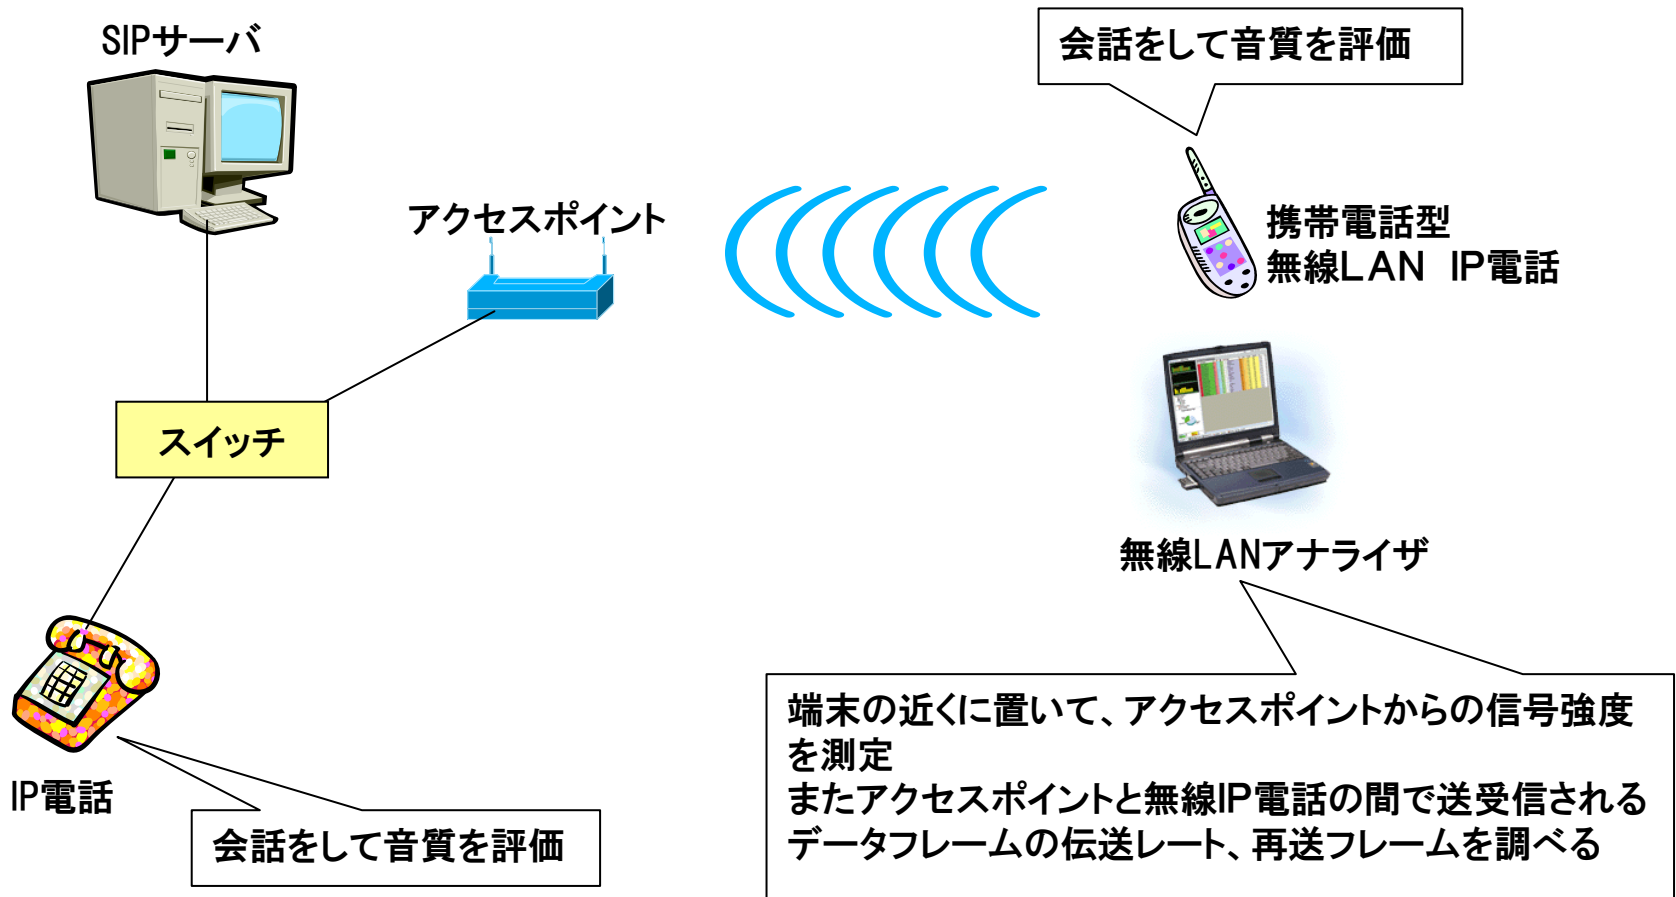 SIPサーバ
会話をして音質を評価
アクセスポイント
携帯電話型
無線LAN　IP電話
スイッチ
無線LANアナライザ
端末の近くに置いて、アクセスポイントからの信号強度
を測定
またアクセスポイントと無線IP電話の間で送受信される
データフレームの伝送レート、再送フレームを調べる
IP電話
会話をして音質を評価